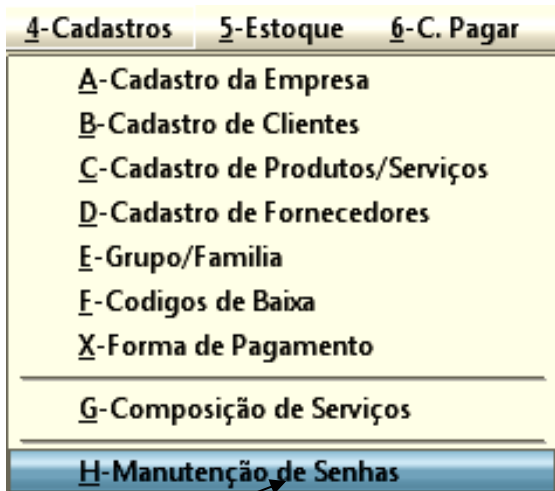 4-Cadastros 5-Estoque 6-C. Pagar
A-Cadastro da Empresa
B-Cadastro de Clientes
C-Cadastro de Produtos/Serviços
D-Cadastro de Fornecedores
E-Grupo/Familia
F-Codigos de Baixa
X-Forma de Pagamento
G-Composição de Serviços
H-Manutenção de Senhas